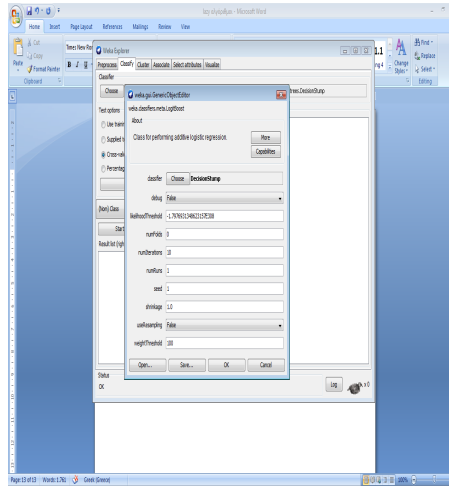 Microsoft Word
Home Insert Page Layout References Mailings Review View
Cut
Copy
Paste
Format Painter
Clipboard
Times New Ro
B I U
Find
Replace
Select
Change
Styles
Editing
Weka Explorer
Preprocess Classify Cluster Associate Select attributes Visualize
Classifier
Choose
trees.DecisionStump
Test options
Use traini
Supplied t
Cross-vali
Percentag
(Nom) Class
Start
Result list (right
Status
OK
Log
x 0
weka.gui.GenericObjectEditor
weka.classifiers.meta.LogitBoost
About
Class for performing additive logistic regression.
More
Capabilities
classifier Choose DecisionStump
debug False
likelihoodThreshold -1.7976931348623157E308
numFolds 0
numIterations 10
numRuns 1
seed 1
shrinkage 1.0
useResampling False
weightThreshold 100
Open... Save... OK Cancel
Page: 13 of 13 Words: 1.761 Greek (Greece) 100%